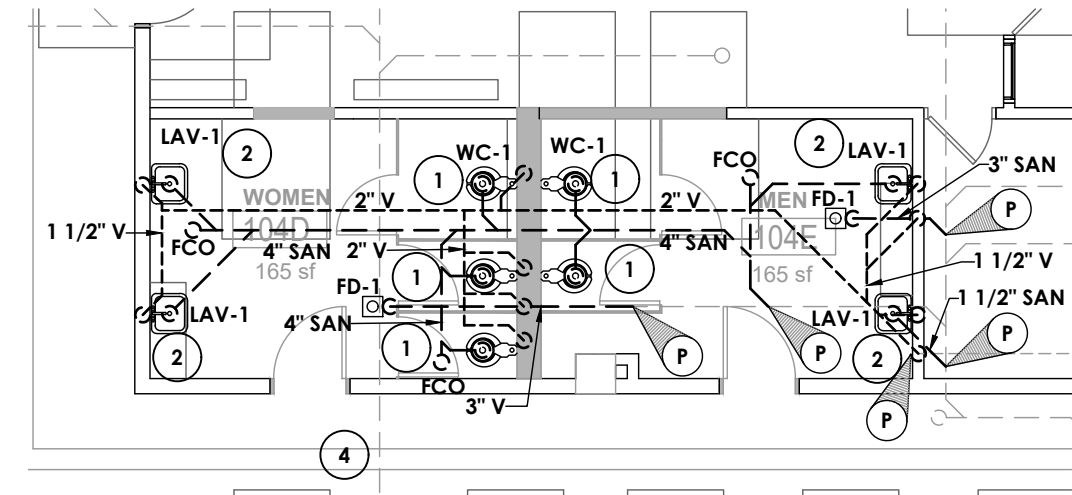 LAV-1
2
WC-1
WC-1
1
1
FCO
2
LAV-1
3" SAN
WOMEN
104D
165 sf
2" V
2" V
MEN
104E
165 sf
FD-1
P
1 1/2" V
FCO
4" SAN
2" V
4" SAN
1 1/2" V
1
1
FD-1
1 1/2" SAN
LAV-1
4" SAN
LAV-1
2
1
P
P
P
2
FCO
3" V
P
4